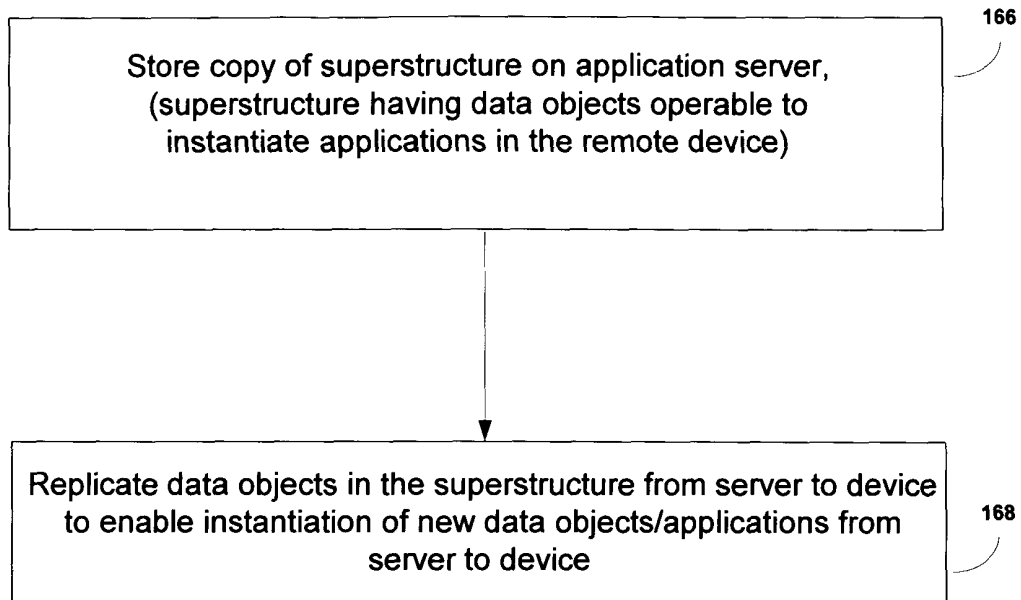 166
Store copy of superstructure on application server,
(superstructure having data objects operable to
instantiate applications in the remote device)
Replicate data objects in the superstructure from server to device
to enable instantiation of new data objects/applications from
server to device
168